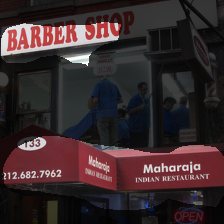 BARBER SHOP
133
212.682.7962
Maharaja
INDIAN RESTAURANT
Maharaja
INDIAN RESTAURANT
OPEN